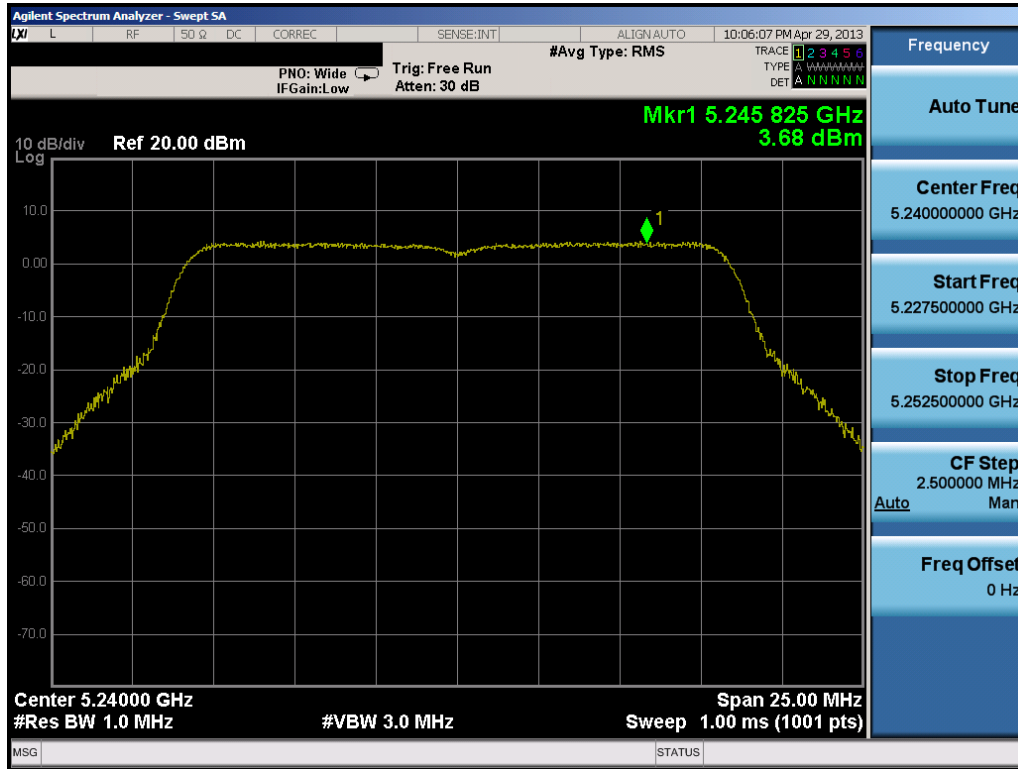 Agilent Spectrum Analyzer - Swept SA
LXI L RF 50 Ω DC CORREC SENSE:INT ALIGN AUTO 10:06:07 PM Apr 29, 2013
#Avg Type: RMS TRACE 1 2 3 4 5 6
PNO: Wide Trig: Free Run TYPE A WWWWW
IFGain:Low Atten: 30 dB DET A N N N N N
Frequency
Mkr1 5.245 825 GHz
3.68 dBm
10 dB/div Ref 20.00 dBm
Log
10.0
0.00
-10.0
-20.0
-30.0
-40.0
-50.0
-60.0
-70.0
1
Center 5.24000 GHz Span 25.00 MHz
#Res BW 1.0 MHz #VBW 3.0 MHz Sweep 1.00 ms (1001 pts)
MSG STATUS
Auto Tune
Center Freq
5.240000000 GHz
Start Freq
5.227500000 GHz
Stop Freq
5.252500000 GHz
CF Step
2.500000 MHz
Auto Man
Freq Offset
0 Hz